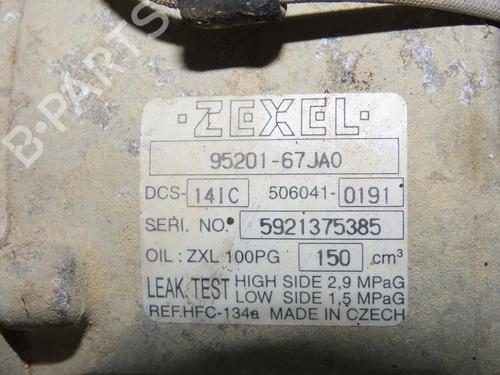 B-PARTS
·ZEXEL·
95201-67JA0
DCS-141C 506041-0191
SERI. NO. 5921375385
OIL : ZXL 100PG 150 cm³
LEAK. TEST HIGH SIDE 2,9 MPaG
LOW SIDE 1,5 MPaG
REF.HFC-134a MADE IN CZECH